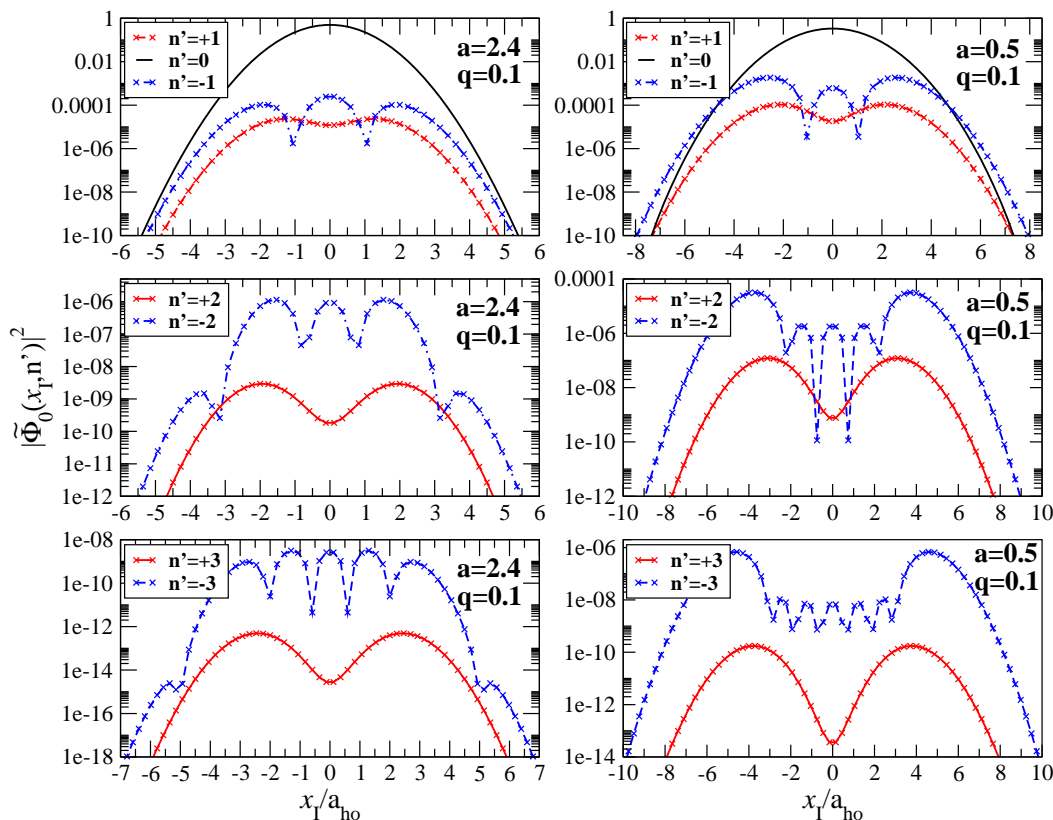 1
0.01
0.0001
1e-06
1e-08
1e-10
n'=+1
n'=0
n'=-1
a=2.4
q=0.1
-6 -5 -4 -3 -2 -1 0 1 2 3 4 5 6
1
0.01
0.0001
1e-06
1e-08
1e-10
n'=+1
n'=0
n'=-1
a=0.5
q=0.1
-8 -6 -4 -2 0 2 4 6 8
|Φ̃₀(x_I,n')|²
1e-06
1e-07
1e-08
1e-09
1e-10
1e-11
1e-12
n'=+2
n'=-2
a=2.4
q=0.1
-6 -5 -4 -3 -2 -1 0 1 2 3 4 5 6
0.0001
1e-06
1e-08
1e-10
1e-12
n'=+2
n'=-2
a=0.5
q=0.1
-10 -8 -6 -4 -2 0 2 4 6 8 10
1e-08
1e-10
1e-12
1e-14
1e-16
1e-18
n'=+3
n'=-3
a=2.4
q=0.1
-7 -6 -5 -4 -3 -2 -1 0 1 2 3 4 5 6 7
x_I/a_ho
1e-06
1e-08
1e-10
1e-12
1e-14
n'=+3
n'=-3
a=0.5
q=0.1
-10 -8 -6 -4 -2 0 2 4 6 8 10
x_I/a_ho